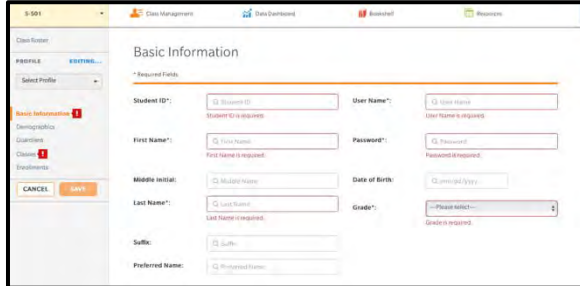 5-S01
Class Management
Data Dashboard
Bookshelf
Resources
Class Roster
PROFILE EDITING...
Select Profile
Basic Information !
Demographics
Guardians
Classes !
Enrollments
CANCEL SAVE
Basic Information
* Required Fields
Student ID*: Student ID
Student ID is required.
User Name*: User Name
User Name is required.
First Name*: First Name
First Name is required.
Password*: Password
Password is required.
Middle Initial: Middle Name
Date of Birth: mm/dd/yyyy
Last Name*: Last Name
Last Name is required.
Grade*: --Please select--
Grade is required.
Suffix: Suffix
Preferred Name: Preferred Name